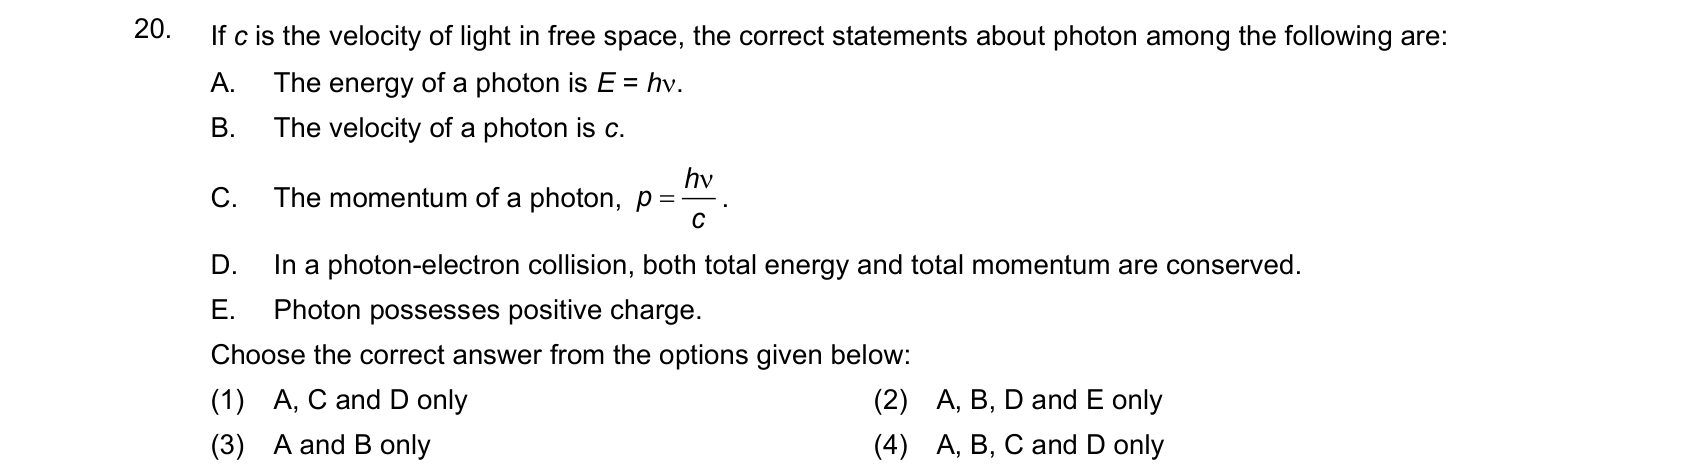 20. If c is the velocity of light in free space, the correct statements about photon among the following are:
A. The energy of a photon is E = hν.
B. The velocity of a photon is c.
C. The momentum of a photon, p = hν/c.
D. In a photon-electron collision, both total energy and total momentum are conserved.
E. Photon possesses positive charge.
Choose the correct answer from the options given below:
(1) A, C and D only (2) A, B, D and E only
(3) A and B only (4) A, B, C and D only